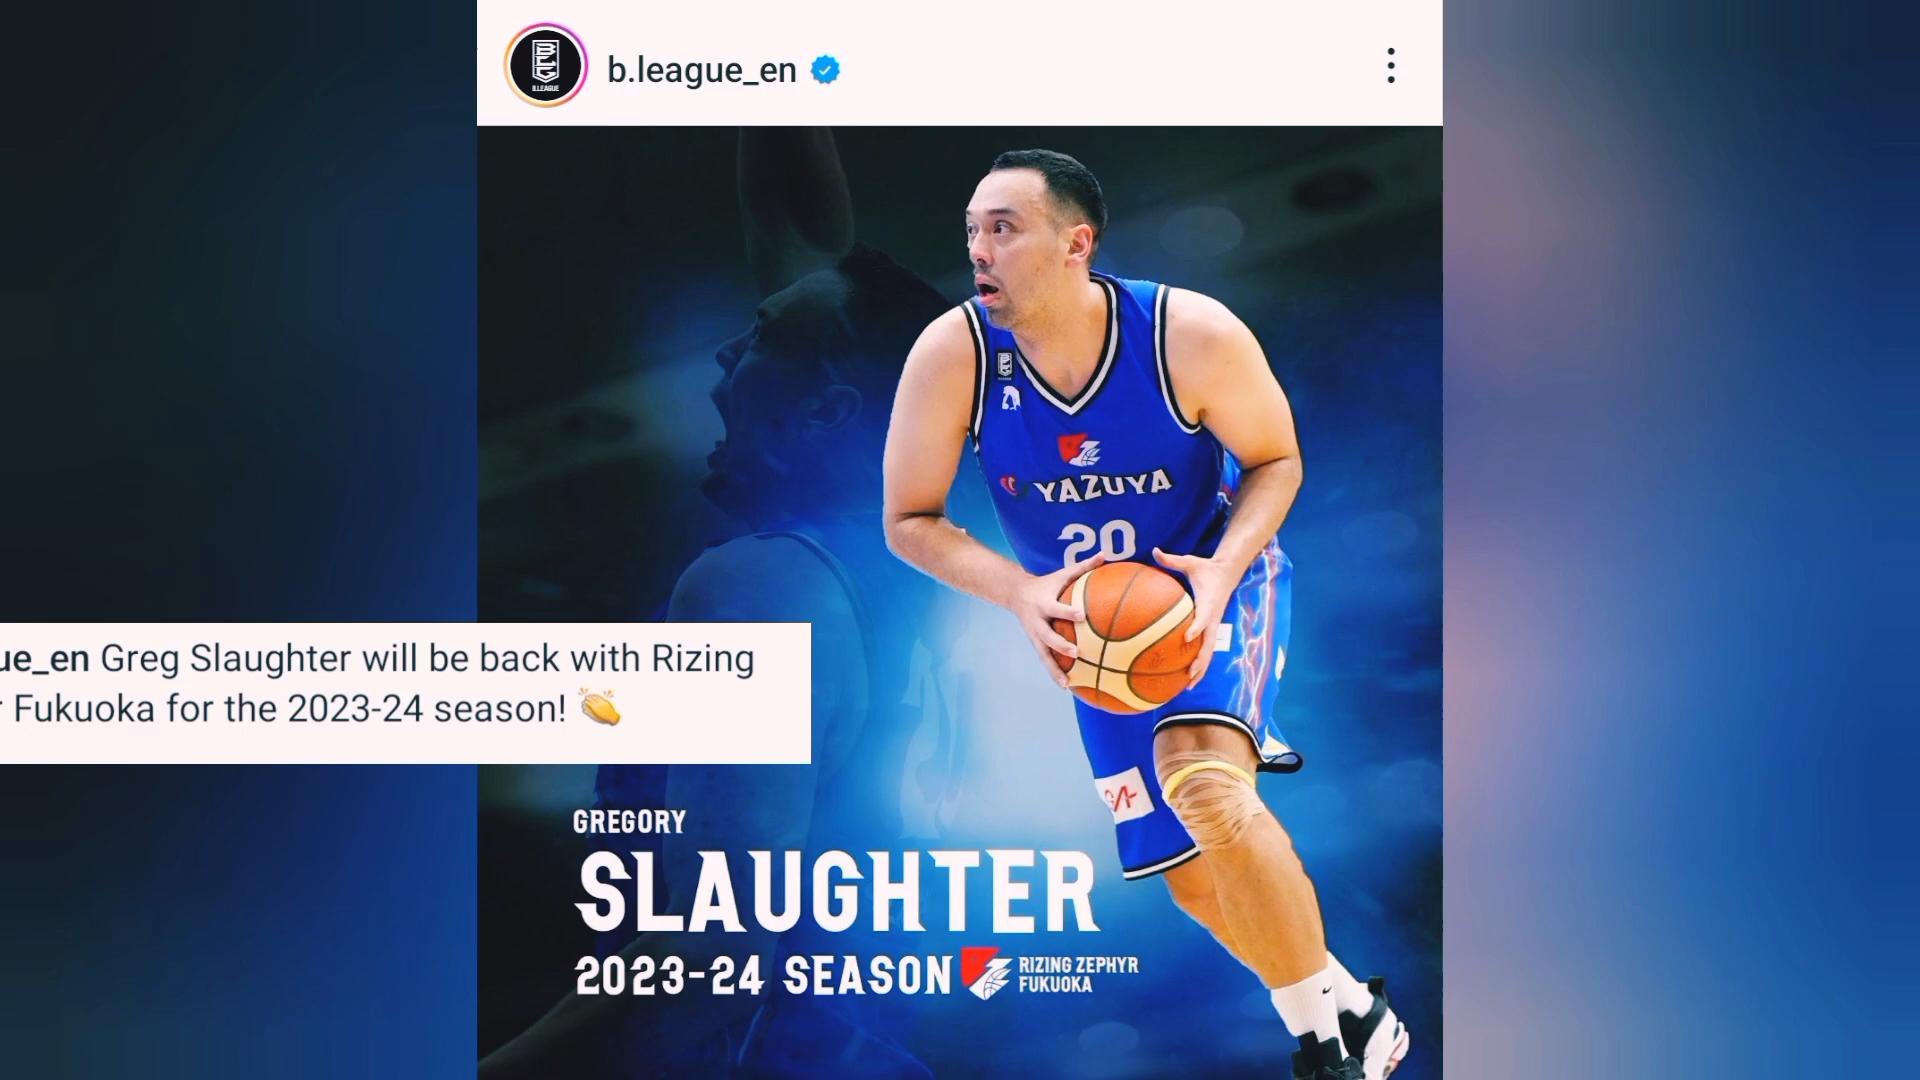 b.league_en
B.LEAGUE
YAZUYA
20
ue_en Greg Slaughter will be back with Rizing
r Fukuoka for the 2023-24 season! 👏
GREGORY
SLAUGHTER
2023-24 SEASON
RIZING ZEPHYR
FUKUOKA